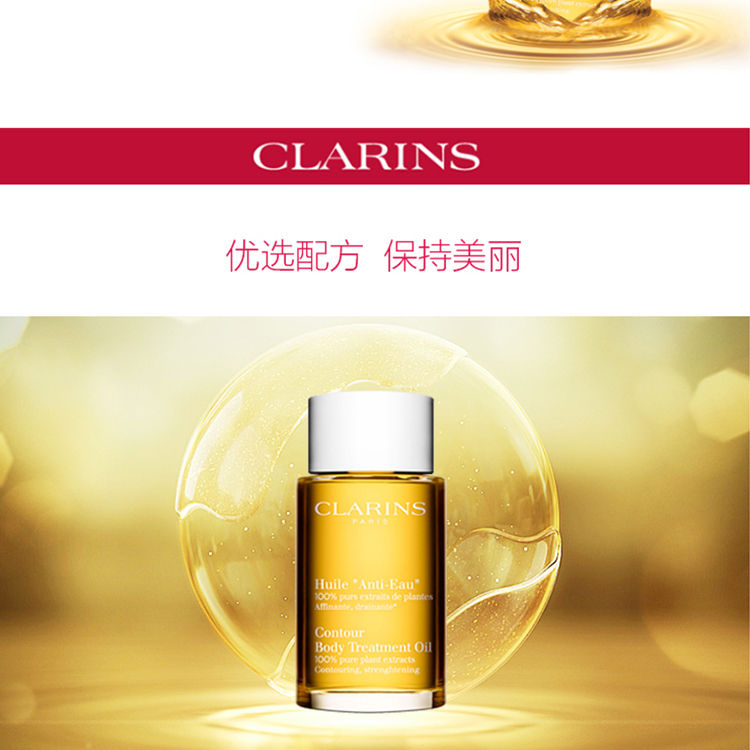 CLARINS
优选配方 保持美丽
CLARINS
PARIS
Huile "Anti-Eau"
100% purs extraits de plantes
Affinante, drainante*
Contour
Body Treatment Oil
100% pure plant extracts
Contouring, strenghtening